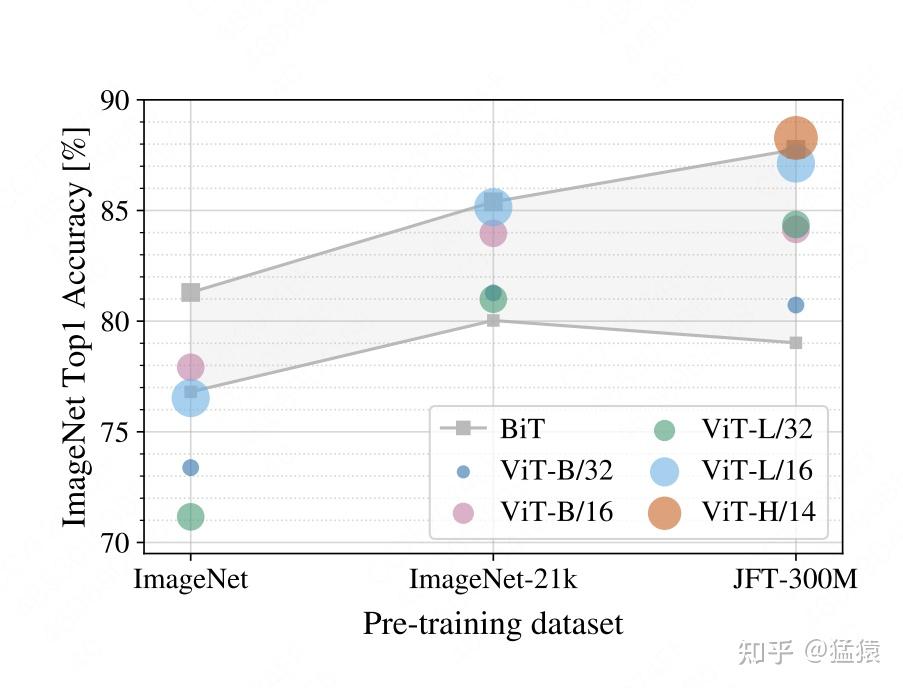 90
85
80
75
70
ImageNet Top1 Accuracy [%]
BiT
ViT-B/32
ViT-B/16
ViT-L/32
ViT-L/16
ViT-H/14
ImageNet
ImageNet-21k
JFT-300M
Pre-training dataset
知乎 @猛猿